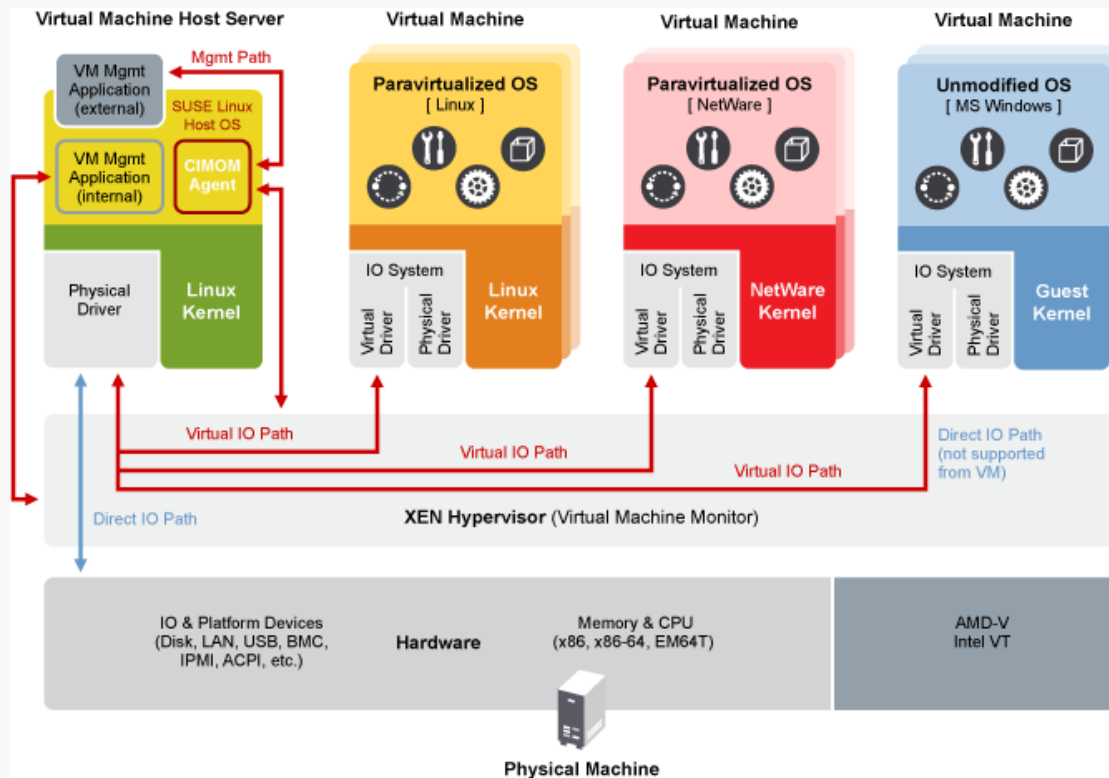 Virtual Machine Host Server
Virtual Machine
Virtual Machine
Virtual Machine
VM Mgmt
Application
(external)
Mgmt Path
SUSE Linux
Host OS
VM Mgmt
Application
(internal)
CIMOM
Agent
Physical
Driver
Linux
Kernel
Paravirtualized OS
[ Linux ]
IO System
Virtual
Driver
Physical
Driver
Linux
Kernel
Paravirtualized OS
[ NetWare ]
IO System
Virtual
Driver
Physical
Driver
NetWare
Kernel
Unmodified OS
[ MS Windows ]
IO System
Virtual
Driver
Physical
Driver
Guest
Kernel
Virtual IO Path
Virtual IO Path
Virtual IO Path
Direct IO Path
(not supported
from VM)
Direct IO Path
XEN Hypervisor (Virtual Machine Monitor)
IO & Platform Devices
(Disk, LAN, USB, BMC,
IPMI, ACPI, etc.)
Hardware
Memory & CPU
(x86, x86-64, EM64T)
AMD-V
Intel VT
Physical Machine